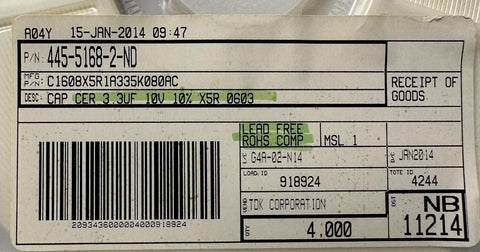 A04Y 15-JAN-2014 09:47
P/N: 445-5168-2-ND
MFG P/N: C1608X5R1A335K080AC
DESC: CAP CER 3.3UF 10V 10% X5R 0603
RECEIPT OF
GOODS
LEAD FREE
ROHS COMP
MSL 1
G4A-02-N14
JAN2014
LOAD ID
918924
TOTE ID
4244
TDK CORPORATION
QTY 4.000
DST NB
11214
2093436000004000918924